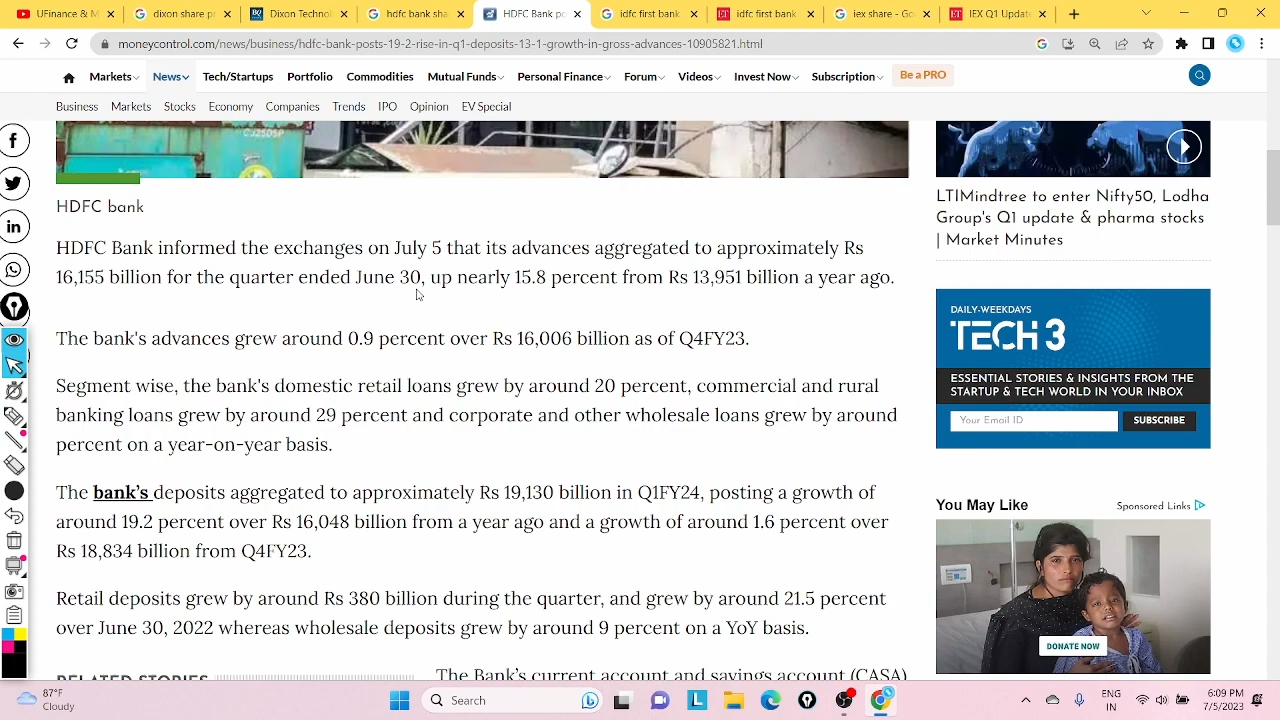 UFinance & M
dixon share p
Dixon Technolo
hdfc bank sha
HDFC Bank po
idfc first bank
idfc first bank
iex share - Go
IEX Q1 Update
moneycontrol.com/news/business/hdfc-bank-posts-19-2-rise-in-q1-deposits-13-1-growth-in-gross-advances-10905821.html
Markets News Tech/Startups Portfolio Commodities Mutual Funds Personal Finance Forum Videos Invest Now Subscription Be a PRO
Business Markets Stocks Economy Companies Trends IPO Opinion EV Special
HDFC bank
HDFC Bank informed the exchanges on July 5 that its advances aggregated to approximately Rs
16,155 billion for the quarter ended June 30, up nearly 15.8 percent from Rs 13,951 billion a year ago.
The bank's advances grew around 0.9 percent over Rs 16,006 billion as of Q4FY23.
Segment wise, the bank's domestic retail loans grew by around 20 percent, commercial and rural
banking loans grew by around 29 percent and corporate and other wholesale loans grew by around
percent on a year-on-year basis.
The bank’s deposits aggregated to approximately Rs 19,130 billion in Q1FY24, posting a growth of
around 19.2 percent over Rs 16,048 billion from a year ago and a growth of around 1.6 percent over
Rs 18,834 billion from Q4FY23.
Retail deposits grew by around Rs 380 billion during the quarter, and grew by around 21.5 percent
over June 30, 2022 whereas wholesale deposits grew by around 9 percent on a YoY basis.
RELATED STORIES
The Bank’s current account and savings account (CASA)
LTIMindtree to enter Nifty50, Lodha
Group's Q1 update & pharma stocks
| Market Minutes
DAILY-WEEKDAYS
TECH 3
ESSENTIAL STORIES & INSIGHTS FROM THE
STARTUP & TECH WORLD IN YOUR INBOX
Your Email ID SUBSCRIBE
You May Like Sponsored Links
DONATE NOW
87°F
Cloudy
Search
ENG
IN
6:09 PM
7/5/2023